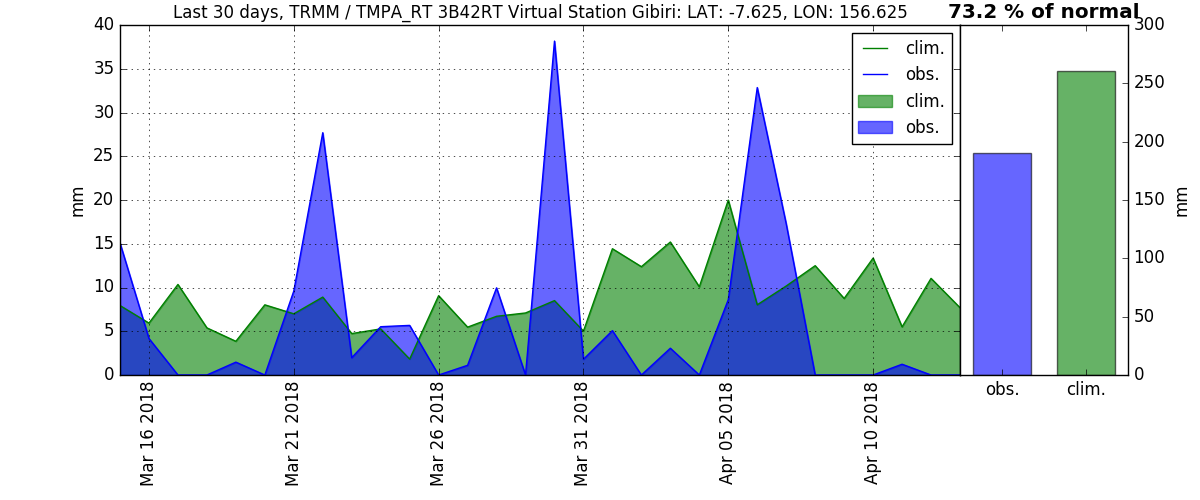 Last 30 days, TRMM / TMPA_RT 3B42RT Virtual Station Gibiri: LAT: -7.625, LON: 156.625
73.2 % of normal
40
35
30
25
20
15
10
5
0
mm
clim.
obs.
clim.
obs.
Mar 16 2018
Mar 21 2018
Mar 26 2018
Mar 31 2018
Apr 05 2018
Apr 10 2018
300
250
200
150
100
50
0
mm
obs.
clim.